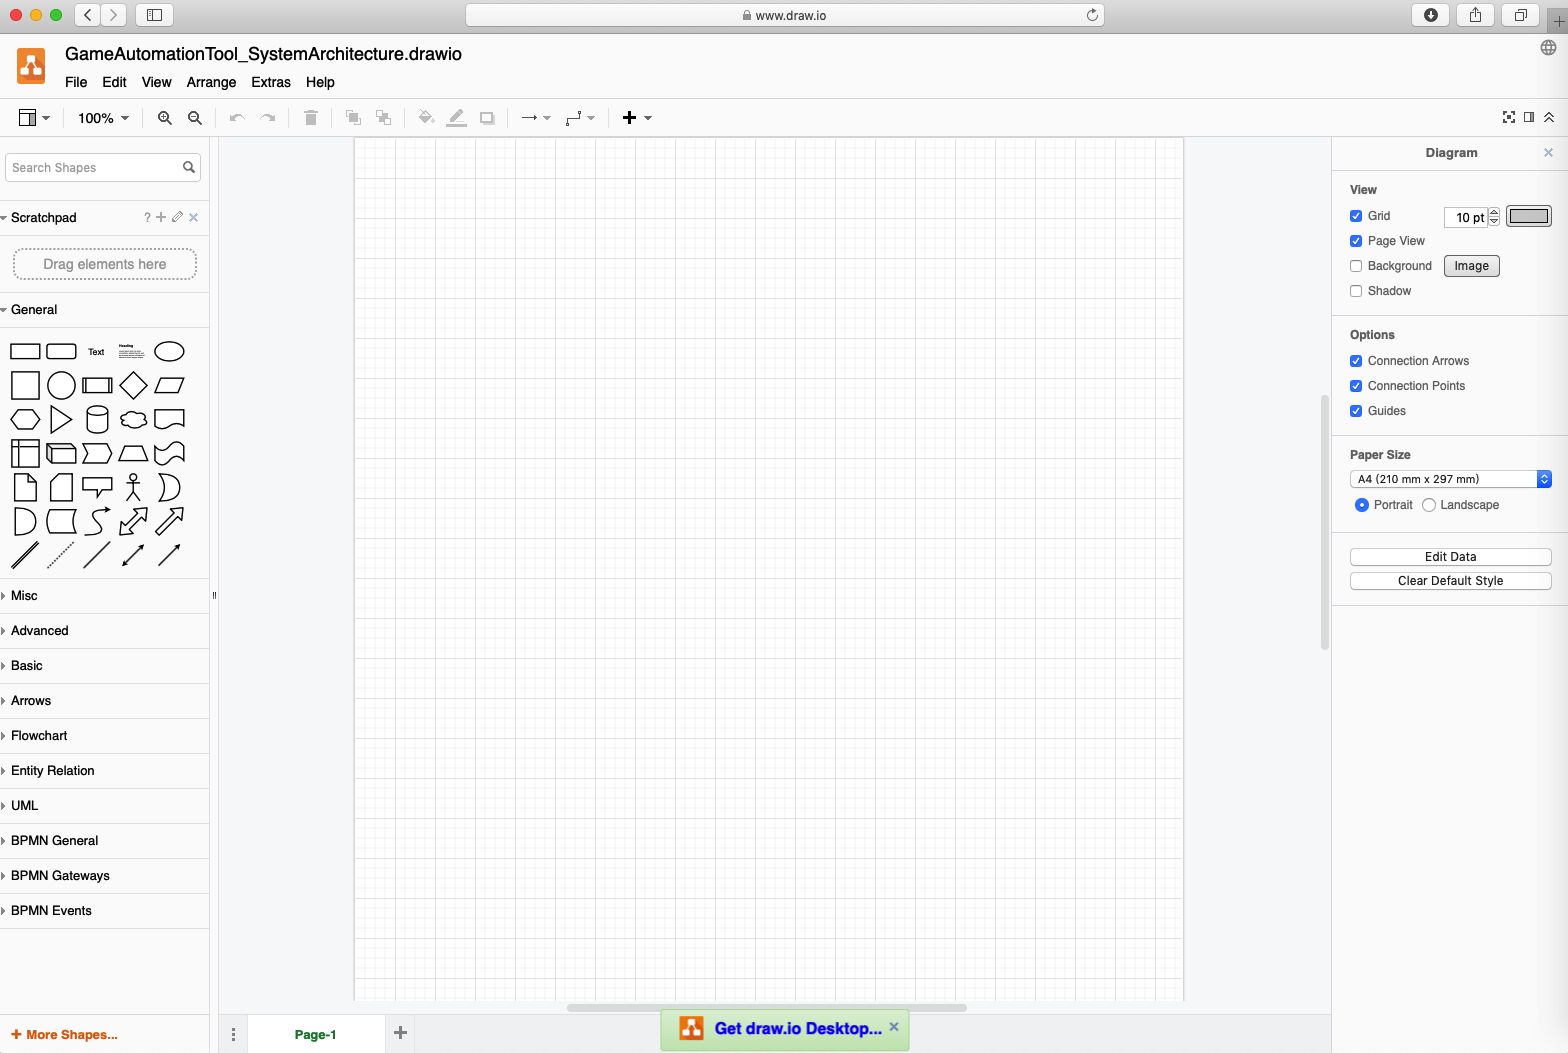 www.draw.io
GameAutomationTool_SystemArchitecture.drawio
File Edit View Arrange Extras Help
100%
Search Shapes
Scratchpad
?
Drag elements here
General
Text
Heading
Misc
Advanced
Basic
Arrows
Flowchart
Entity Relation
UML
BPMN General
BPMN Gateways
BPMN Events
+ More Shapes...
Page-1
Get draw.io Desktop...
Diagram
View
Grid 10 pt
Page View
Background Image
Shadow
Options
Connection Arrows
Connection Points
Guides
Paper Size
A4 (210 mm x 297 mm)
Portrait Landscape
Edit Data
Clear Default Style